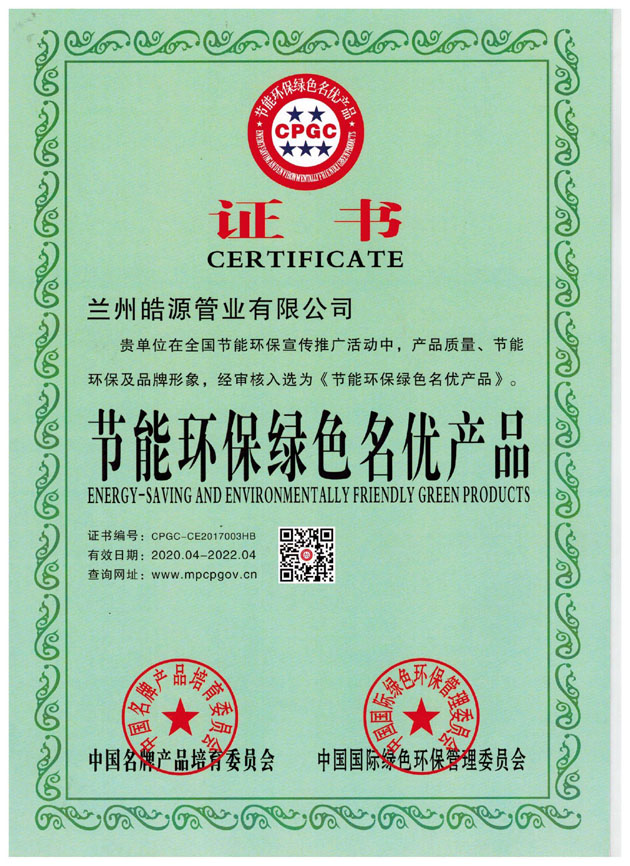 节能环保绿色名优产品
CPGC
ENERGY-SAVING AND ENVIRONMENTALLY FRIENDLY GREEN PRODUCTS
证书
CERTIFICATE
兰州皓源管业有限公司
贵单位在全国节能环保宣传推广活动中，产品质量、节能
环保及品牌形象，经审核入选为《节能环保绿色名优产品》。
节能环保绿色名优产品
ENERGY-SAVING AND ENVIRONMENTALLY FRIENDLY GREEN PRODUCTS
证书编号：CPGC-CE2017003HB
有效日期：2020.04-2022.04
查询网址：www.mpcpgov.cn
中国名牌产品培育委员会
中国国际绿色环保管理委员会
中国名牌产品培育委员会
中国国际绿色环保管理委员会